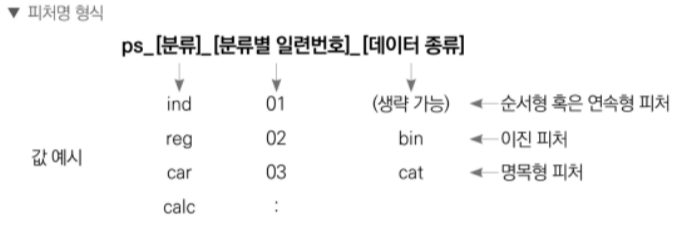 ▼ 피처명 형식
ps_[분류]_[분류별 일련번호]_[데이터 종류]
ind 01 (생략 가능) 순서형 혹은 연속형 피처
reg 02 bin 이진 피처
값 예시
car 03 cat 명목형 피처
calc :